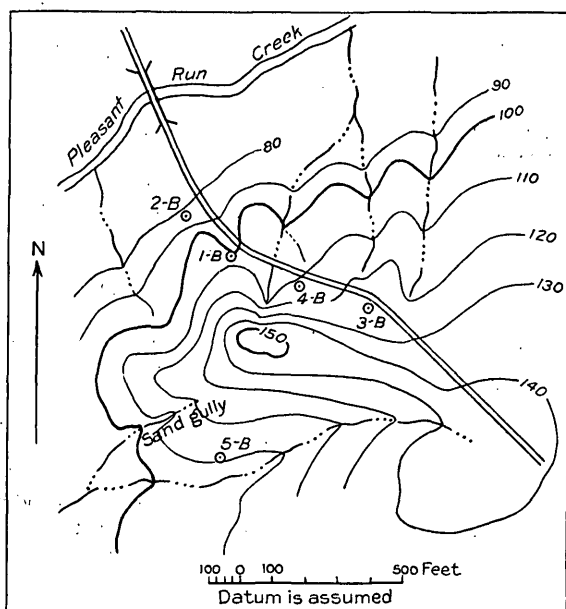 Pleasant Run Creek
90
100
80
110
2-B
120
N
1-B
130
4-B
3-B
150
140
Sand gully
5-B
100 0 100 500 Feet
Datum is assumed